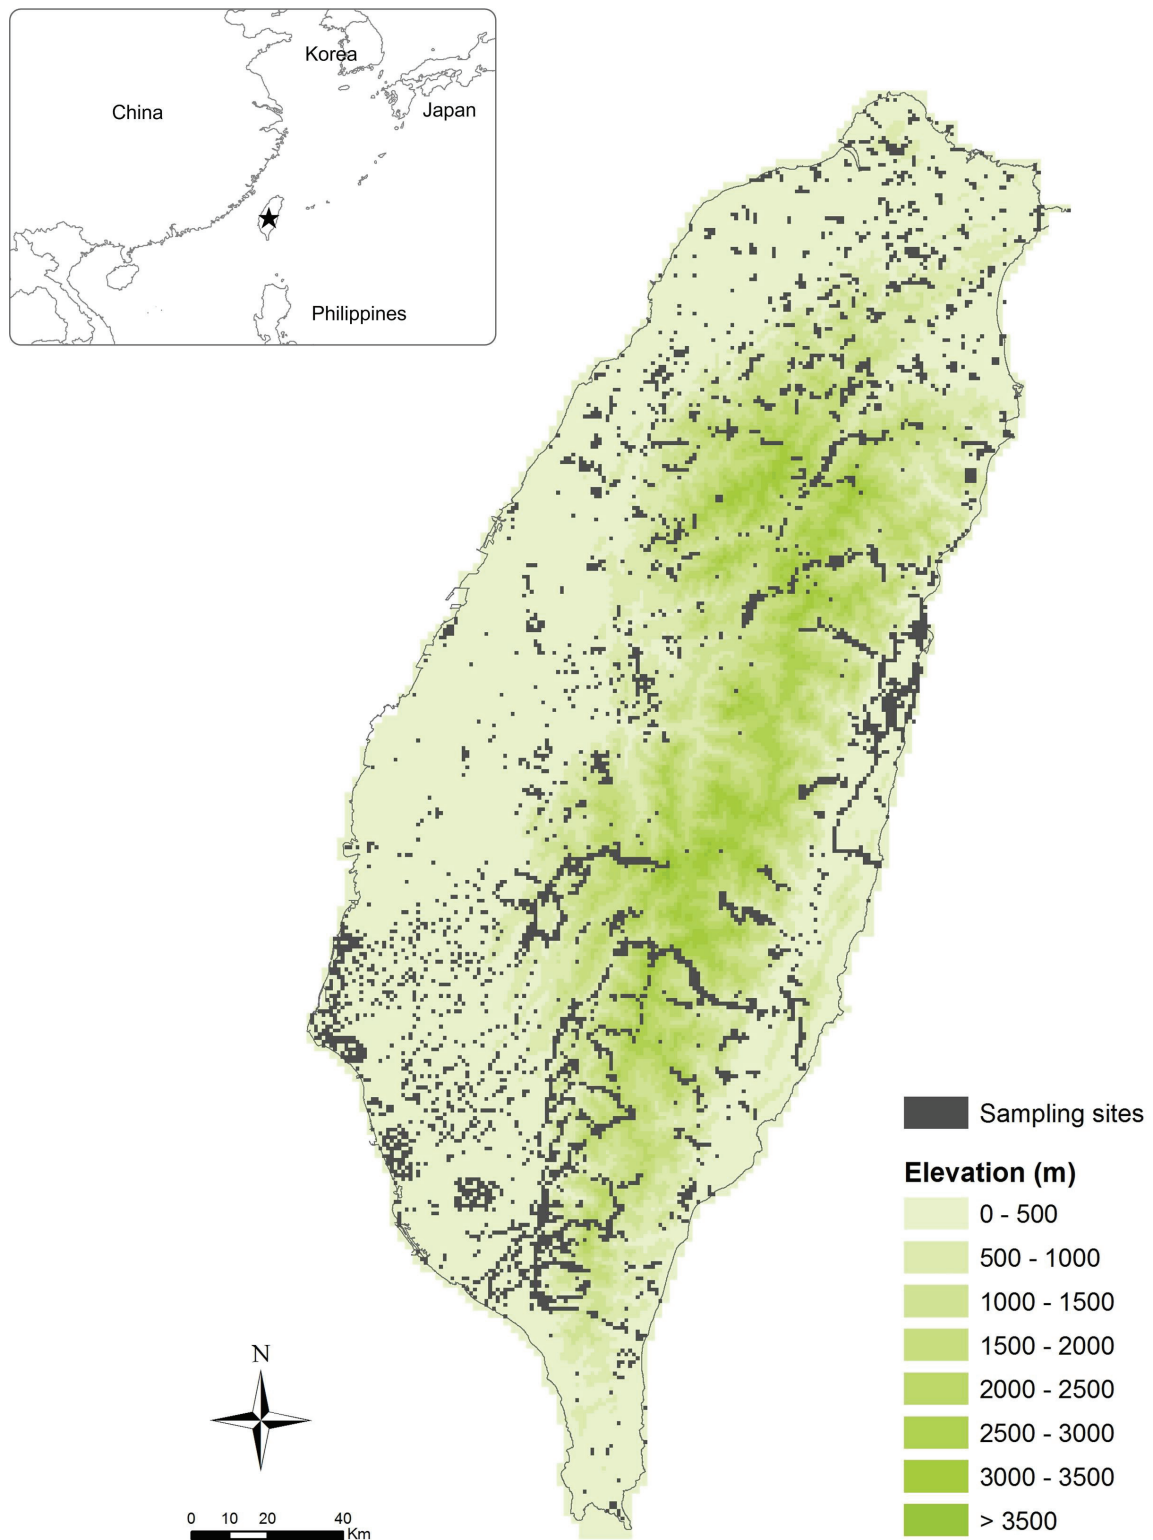 Korea
China
Japan
Philippines
Sampling sites
Elevation (m)
0 - 500
500 - 1000
1000 - 1500
1500 - 2000
2000 - 2500
2500 - 3000
3000 - 3500
> 3500
N
0 10 20 40
Km